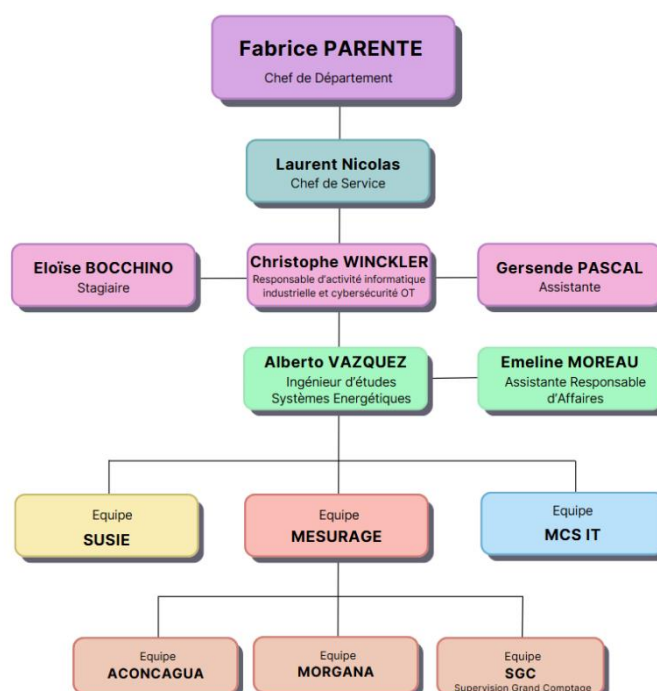 Fabrice PARENTE
Chef de Département
Laurent Nicolas
Chef de Service
Eloïse BOCCHINO
Stagiaire
Christophe WINCKLER
Responsable d'activité informatique
industrielle et cybersécurité OT
Gersende PASCAL
Assistante
Alberto VAZQUEZ
Ingénieur d'études
Systèmes Energétiques
Emeline MOREAU
Assistante Responsable
d'Affaires
Equipe
SUSIE
Equipe
MESURAGE
Equipe
MCS IT
Equipe
ACONCAGUA
Equipe
MORGANA
Equipe
SGC
Supervision Grand Comptage